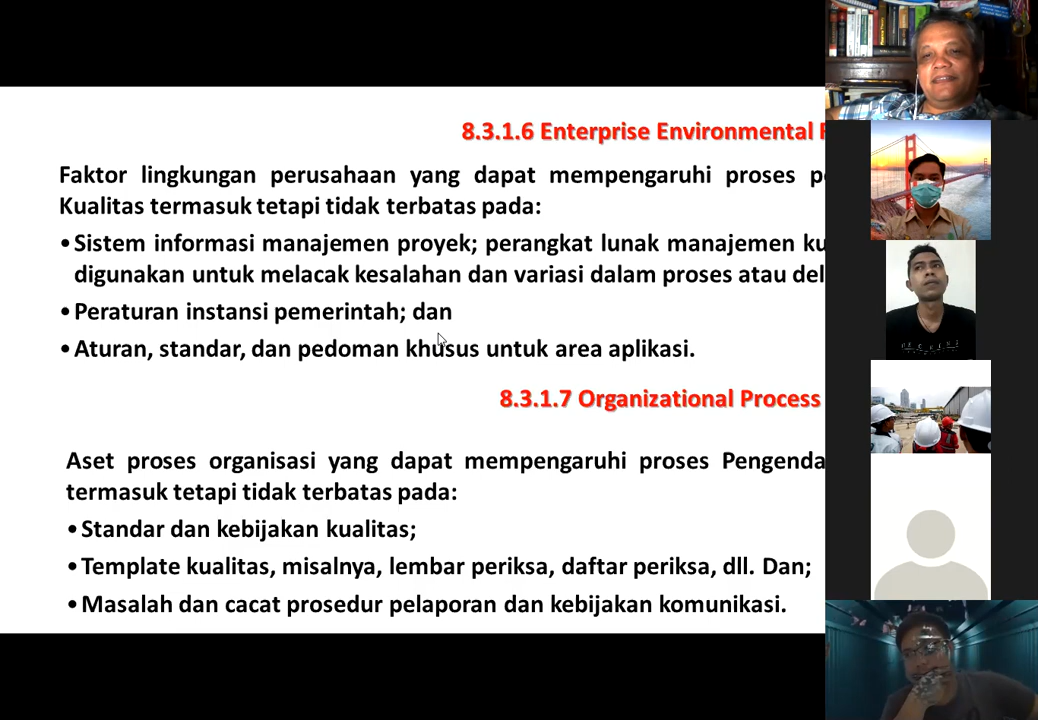 8.3.1.6 Enterprise Environmental
Faktor lingkungan perusahaan yang dapat mempengaruhi proses
Kualitas termasuk tetapi tidak terbatas pada:
•Sistem informasi manajemen proyek; perangkat lunak manajemen
digunakan untuk melacak kesalahan dan variasi dalam proses atau
•Peraturan instansi pemerintah; dan
•Aturan, standar, dan pedoman khusus untuk area aplikasi.
8.3.1.7 Organizational Process
Aset proses organisasi yang dapat mempengaruhi proses
termasuk tetapi tidak terbatas pada:
•Standar dan kebijakan kualitas;
•Template kualitas, misalnya, lembar periksa, daftar periksa, dll. Dan;
•Masalah dan cacat prosedur pelaporan dan kebijakan komunikasi.